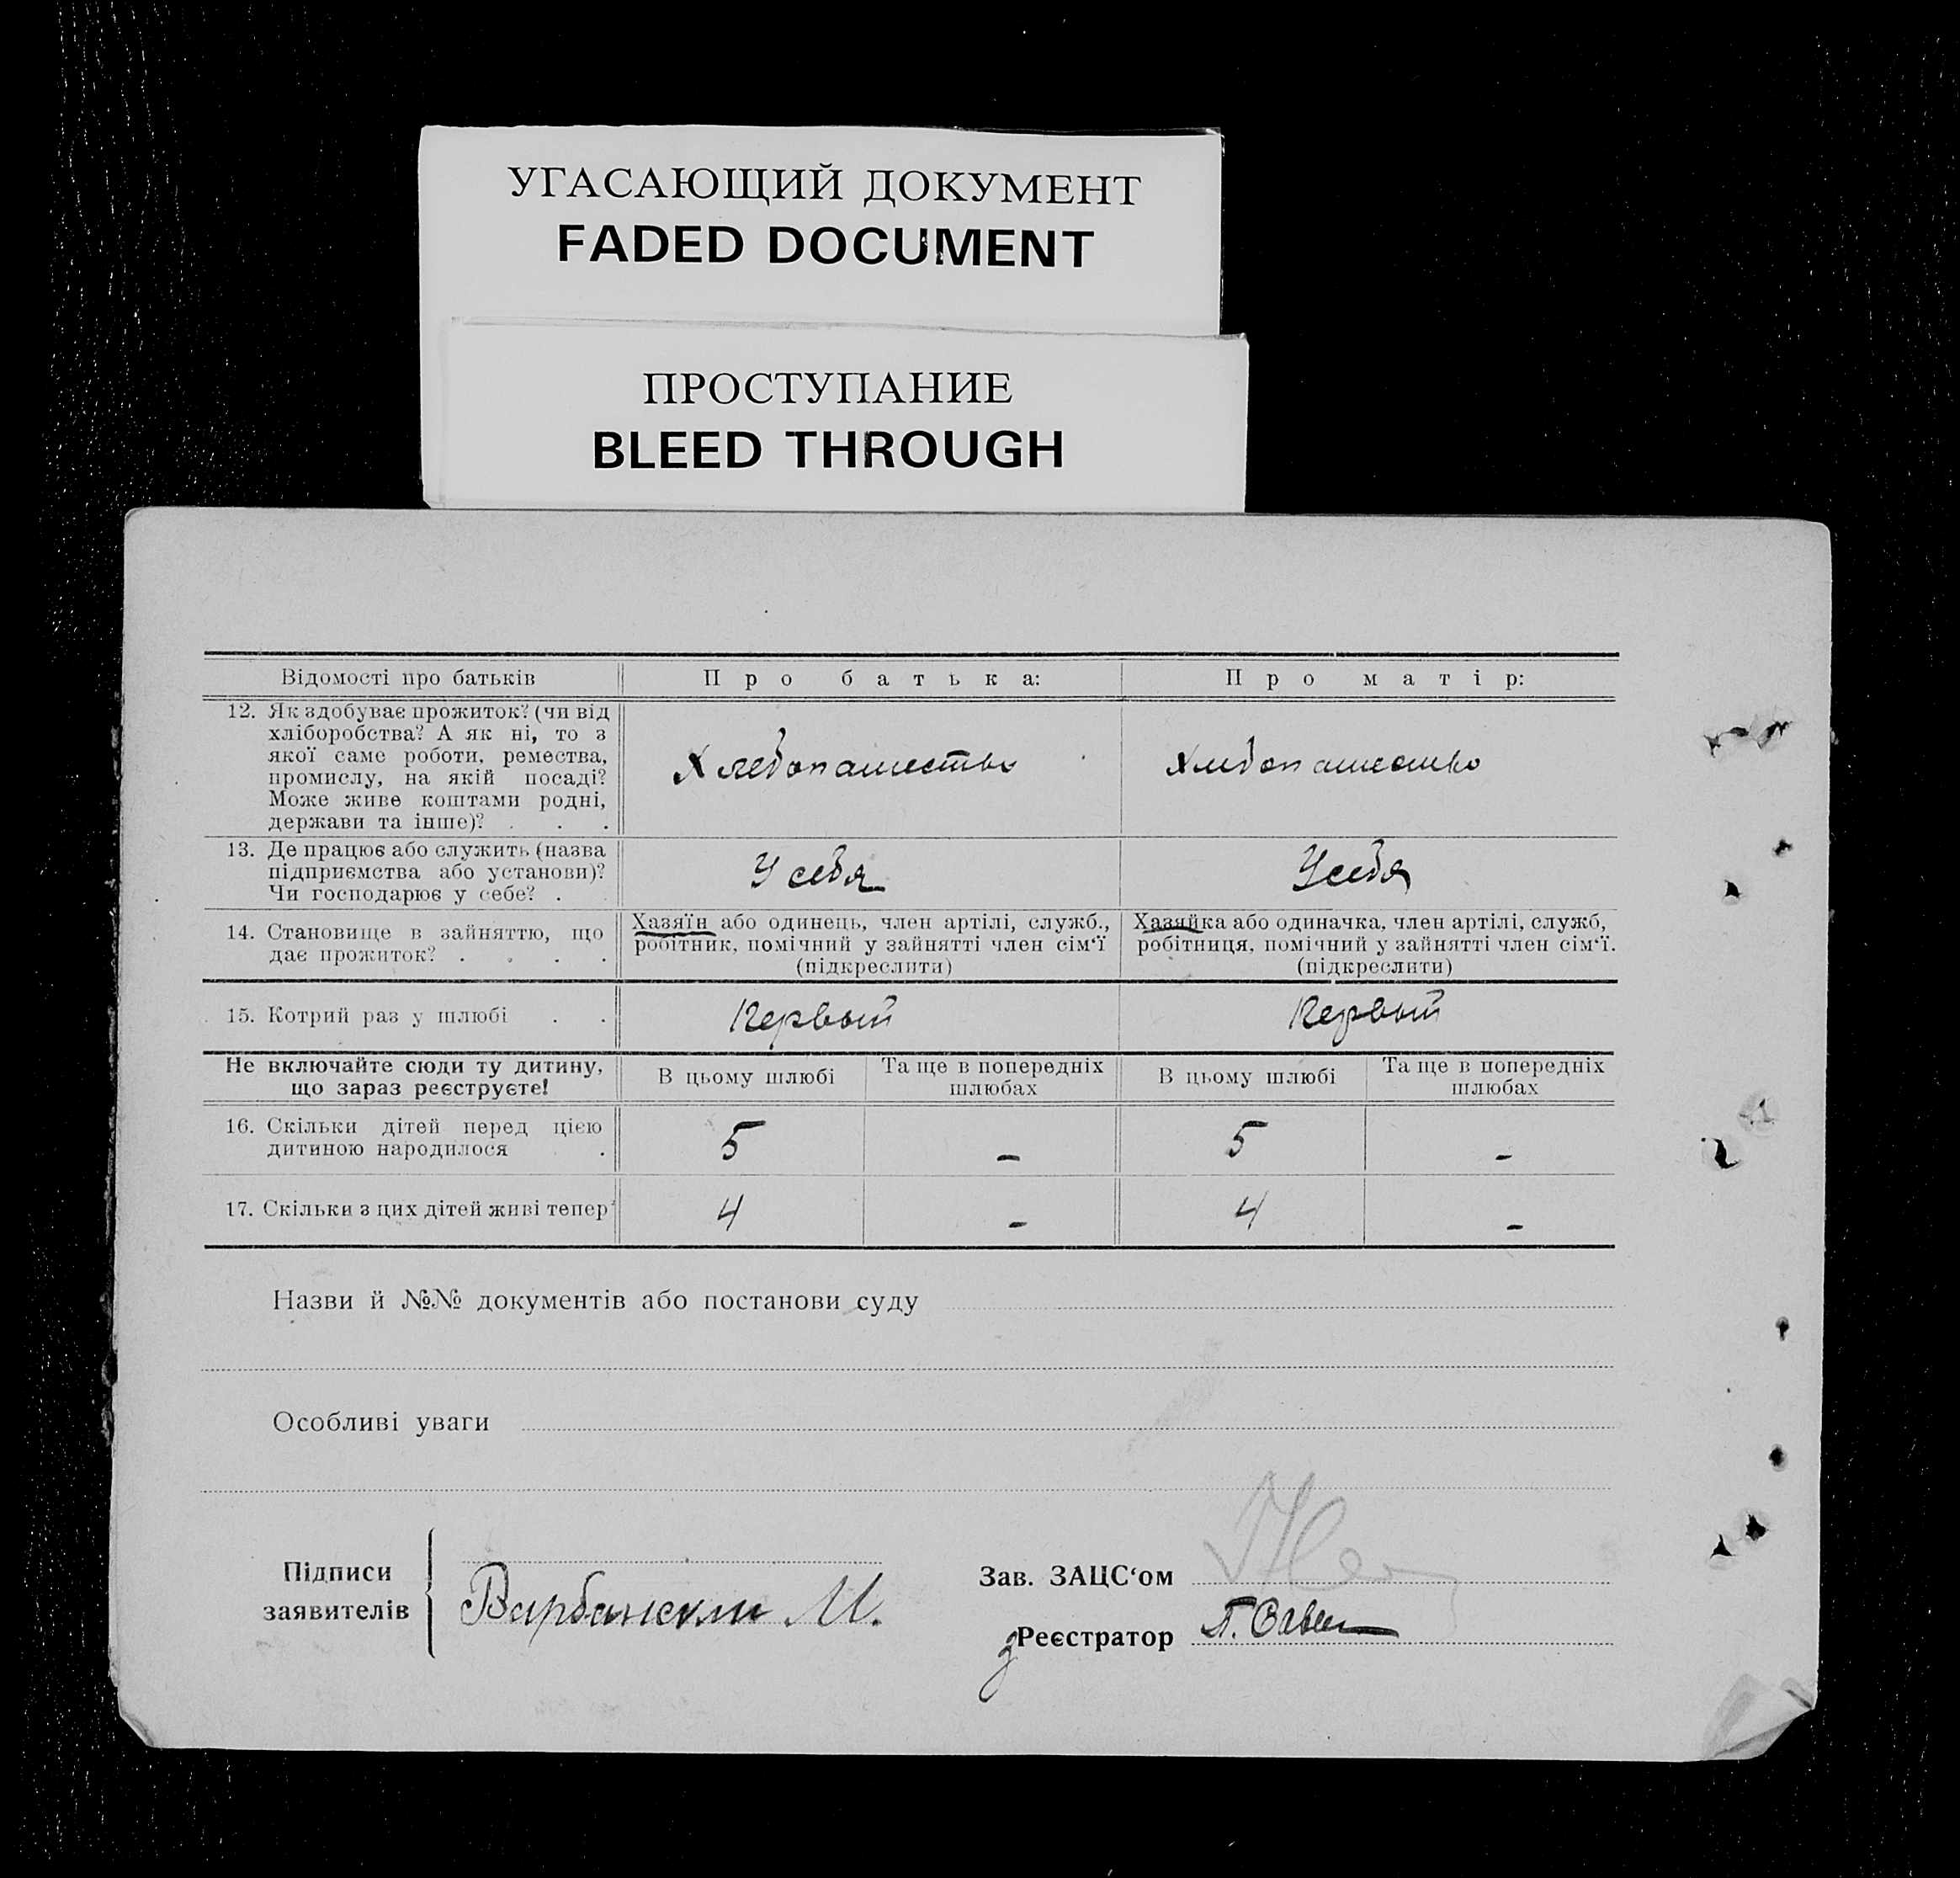 УГАСАЮЩИЙ ДОКУМЕНТ
FADED DOCUMENT
ПРОСТУПАНИЕ
BLEED THROUGH
Відомості про батьків
Про батька:
Про матір:
12. Як здобуває прожиток? (чи від
хліборобства? А як ні, то з
якої саме роботи, ремества,
промислу, на якій посаді?
Може живе коштами родні,
держави та інше)? . . .
Хлебопашество
Хлебопашество
13. Де працює або служить (назва
підприємства або установи)?
Чи господарює у себе? .
У себя
У себя
14. Становище в зайняттю, що
дає прожиток? . . . .
Хазяїн або одинець, член артілі, служб.,
робітник, помічний у зайнятті член сім'ї
(підкреслити)
Хазяйка або одиначка, член артілі, служб,
робітниця, помічний у зайнятті член сім'ї.
(підкреслити)
15. Котрий раз у шлюбі . .
Первый
Первый
Не включайте сюди ту дитину,
що зараз реєструєте!
В цьому шлюбі
Та ще в попередніх
шлюбах
В цьому шлюбі
Та ще в попередніх
шлюбах
16. Скільки дітей перед цією
дитиною народилося .
5
–
5
–
17. Скільки з цих дітей живі тепер?
4
–
4
–
Назви й №№ документів або постанови суду
Особливі уваги
Підписи
заявителів
Варбански М.
Зав. ЗАЦС'ом
Реєстратор